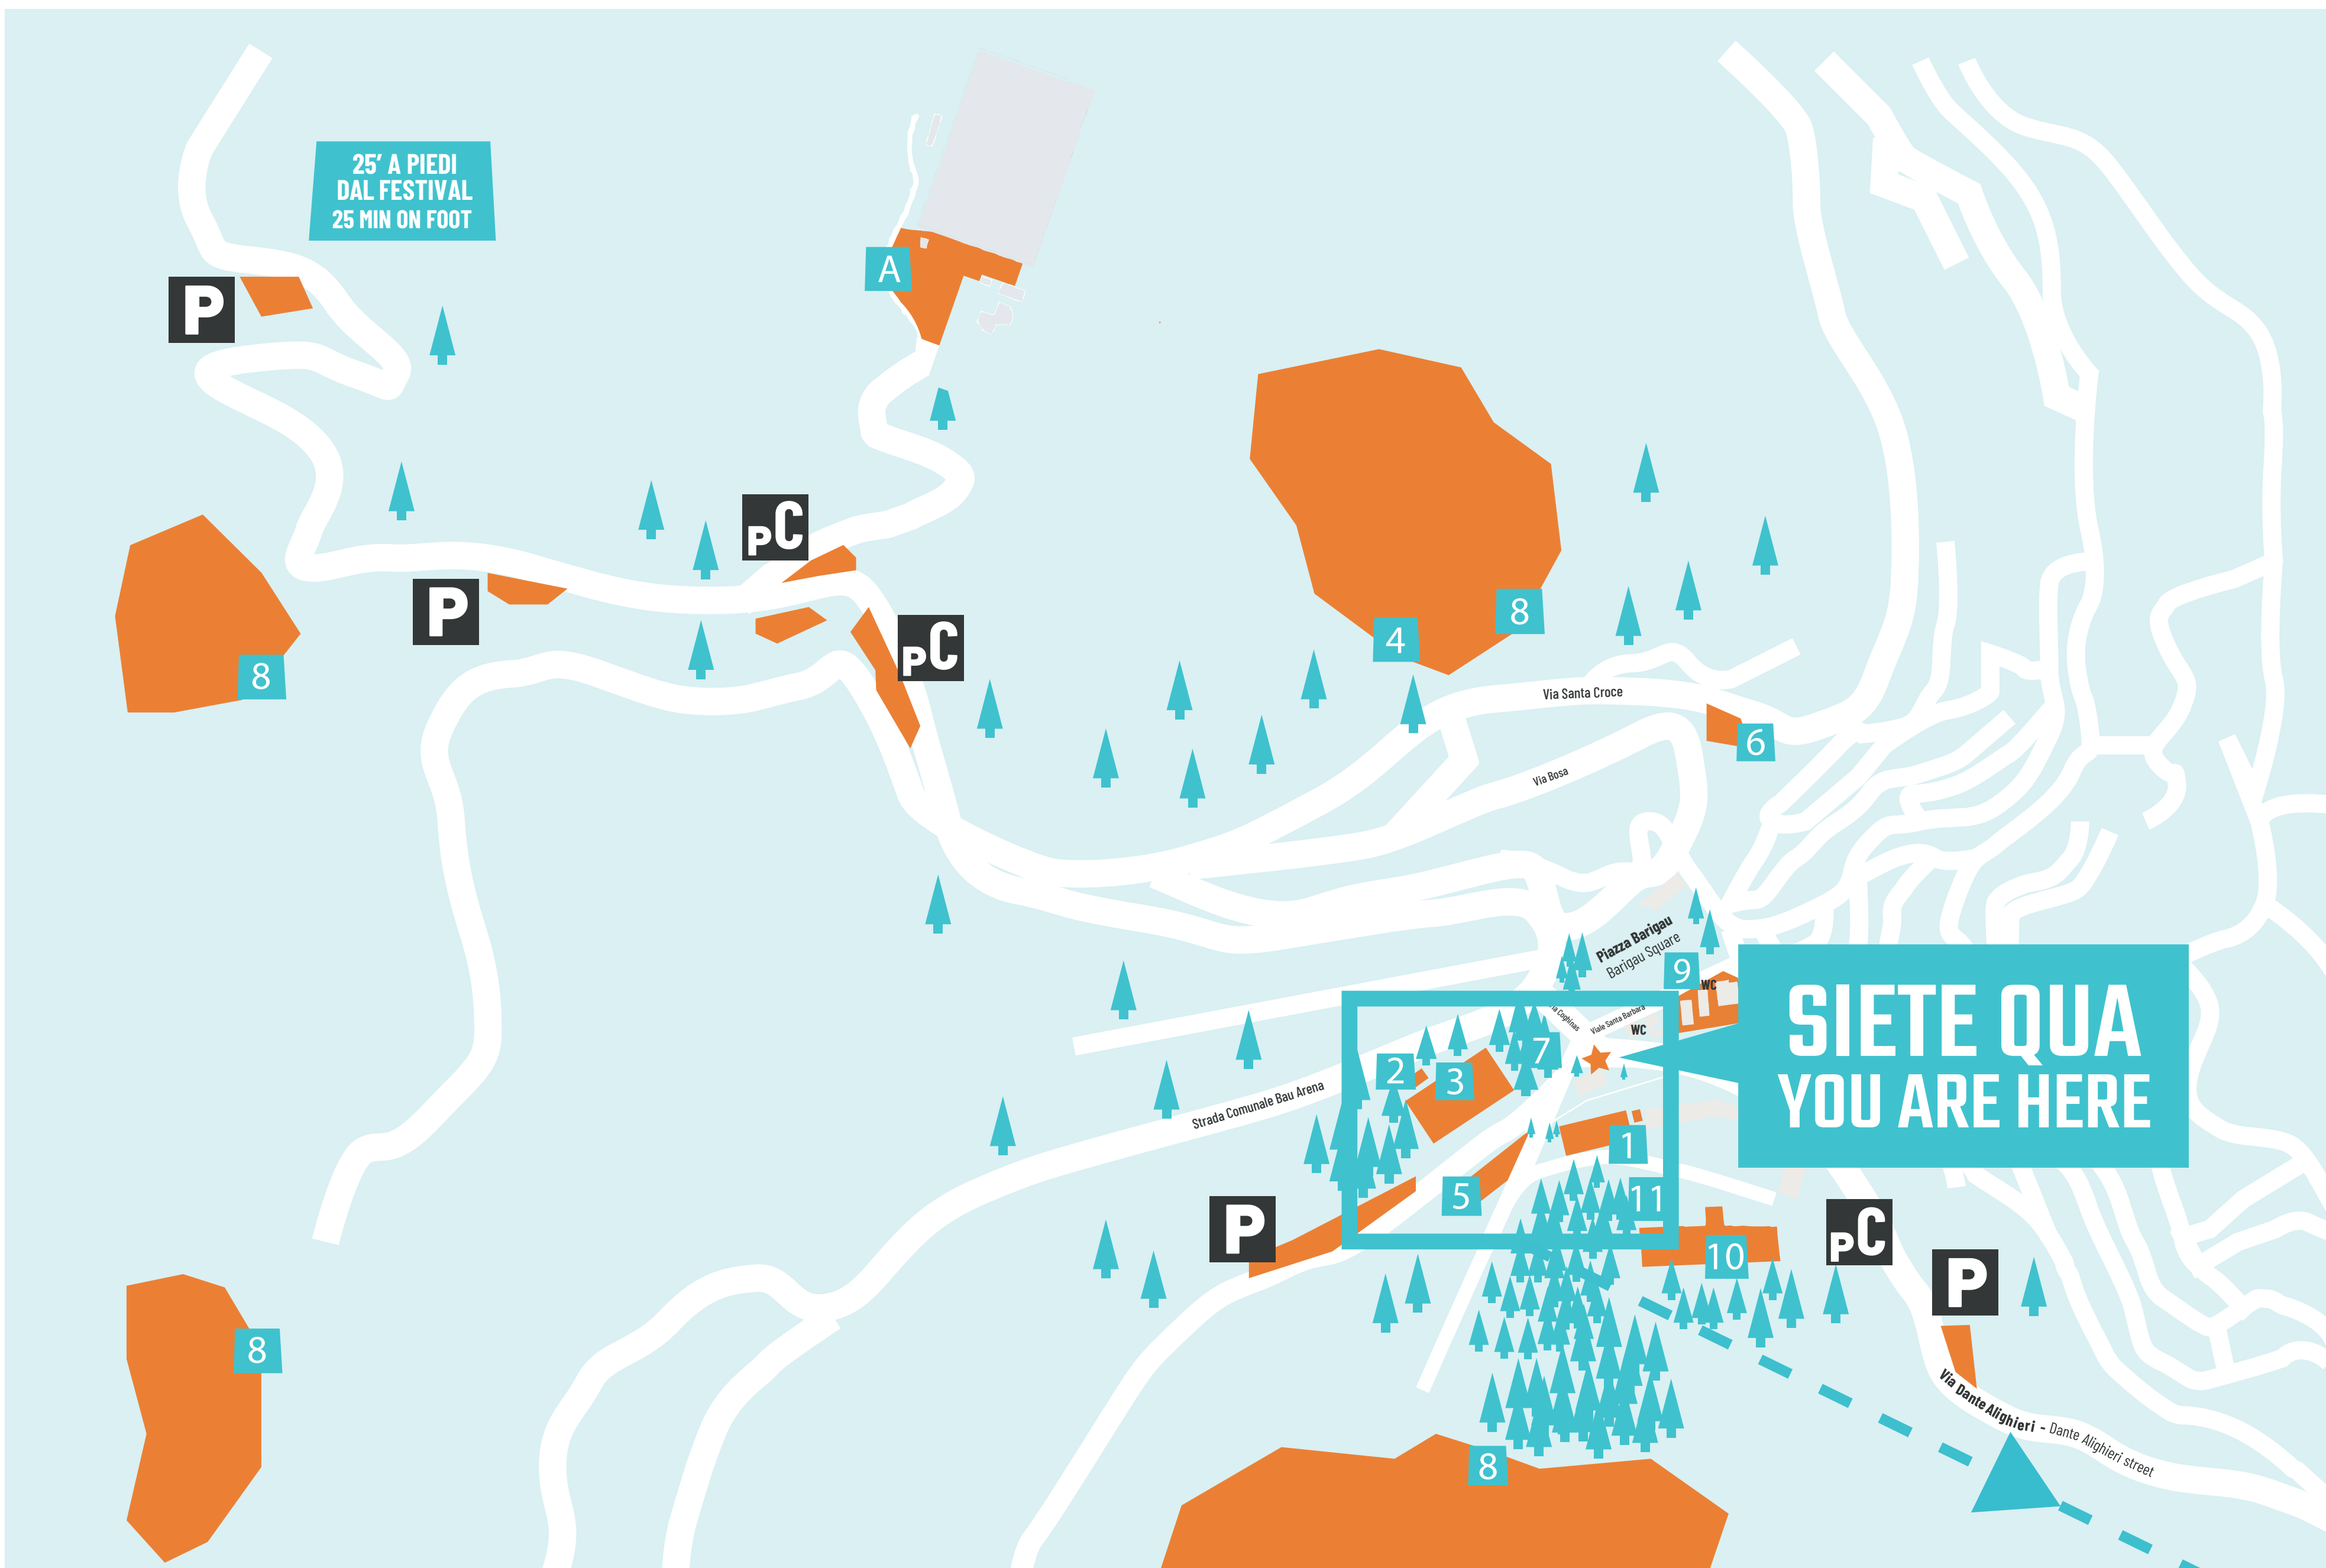 25' A PIEDI
DAL FESTIVAL
25 MIN ON FOOT
A
P
PC
P
PC
8
8
4
Via Santa Croce
6
Via Bosa
Piazza Barigau
Barigau Square
9
WC
Coghinas
Viale Santa Barbara
WC
SIETE QUA
YOU ARE HERE
7
2
3
Strada Comunale Bau Arena
1
5
11
P
10
PC
P
8
Via Dante Alighieri - Dante Alighieri street
8